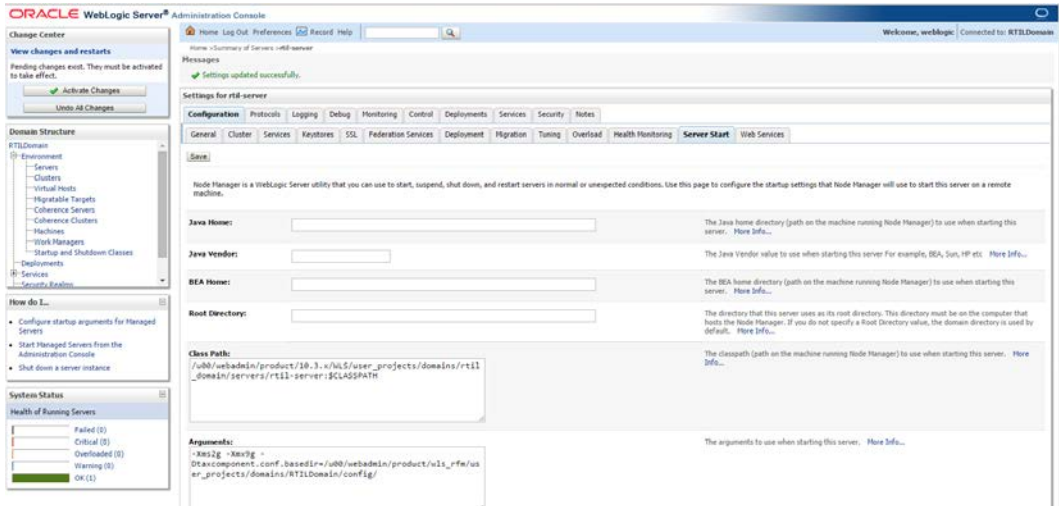 ORACLE WebLogic Server® Administration Console
Change Center
View changes and restarts
Pending changes exist. They must be activated
to take effect.
Activate Changes
Undo All Changes
Domain Structure
RTILDomain
Environment
Servers
Clusters
Virtual Hosts
Migratable Targets
Coherence Servers
Coherence Clusters
Machines
Work Managers
Startup and Shutdown Classes
Deployments
Services
Security Realms
How do I...
Configure startup arguments for Managed
Servers
Start Managed Servers from the
Administration Console
Shut down a server instance
System Status
Health of Running Servers
Failed (0)
Critical (0)
Overloaded (0)
Warning (0)
OK (1)
Home Log Out Preferences Record Help
Welcome, weblogic Connected to: RTILDomain
Home >Summary of Servers >rtil-server
Messages
Settings updated successfully.
Settings for rtil-server
Configuration Protocols Logging Debug Monitoring Control Deployments Services Security Notes
General Cluster Services Keystores SSL Federation Services Deployment Migration Tuning Overload Health Monitoring Server Start Web Services
Save
Node Manager is a WebLogic Server utility that you can use to start, suspend, shut down, and restart servers in normal or unexpected conditions. Use this page to configure the startup settings that Node Manager will use to start this server on a remote
machine.
Java Home:
The Java home directory (path on the machine running Node Manager) to use when starting this
server. More Info...
Java Vendor:
The Java Vendor value to use when starting this server For example, BEA, Sun, HP etc More Info...
BEA Home:
The BEA home directory (path on the machine running Node Manager) to use when starting this
server. More Info...
Root Directory:
The directory that this server uses as its root directory. This directory must be on the computer that
hosts the Node Manager. If you do not specify a Root Directory value, the domain directory is used by
default. More Info...
Class Path:
/u00/webadmin/product/10.3.x/WLS/user_projects/domains/rtil
_domain/servers/rtil-server:$CLASSPATH
The classpath (path on the machine running Node Manager) to use when starting this server. More
Info...
Arguments:
-Xms2g -Xmx9g -
Dtaxcomponent.conf.basedir=/u00/webadmin/product/wls_rfm/us
er_projects/domains/RTILDomain/config/
The arguments to use when starting this server. More Info...